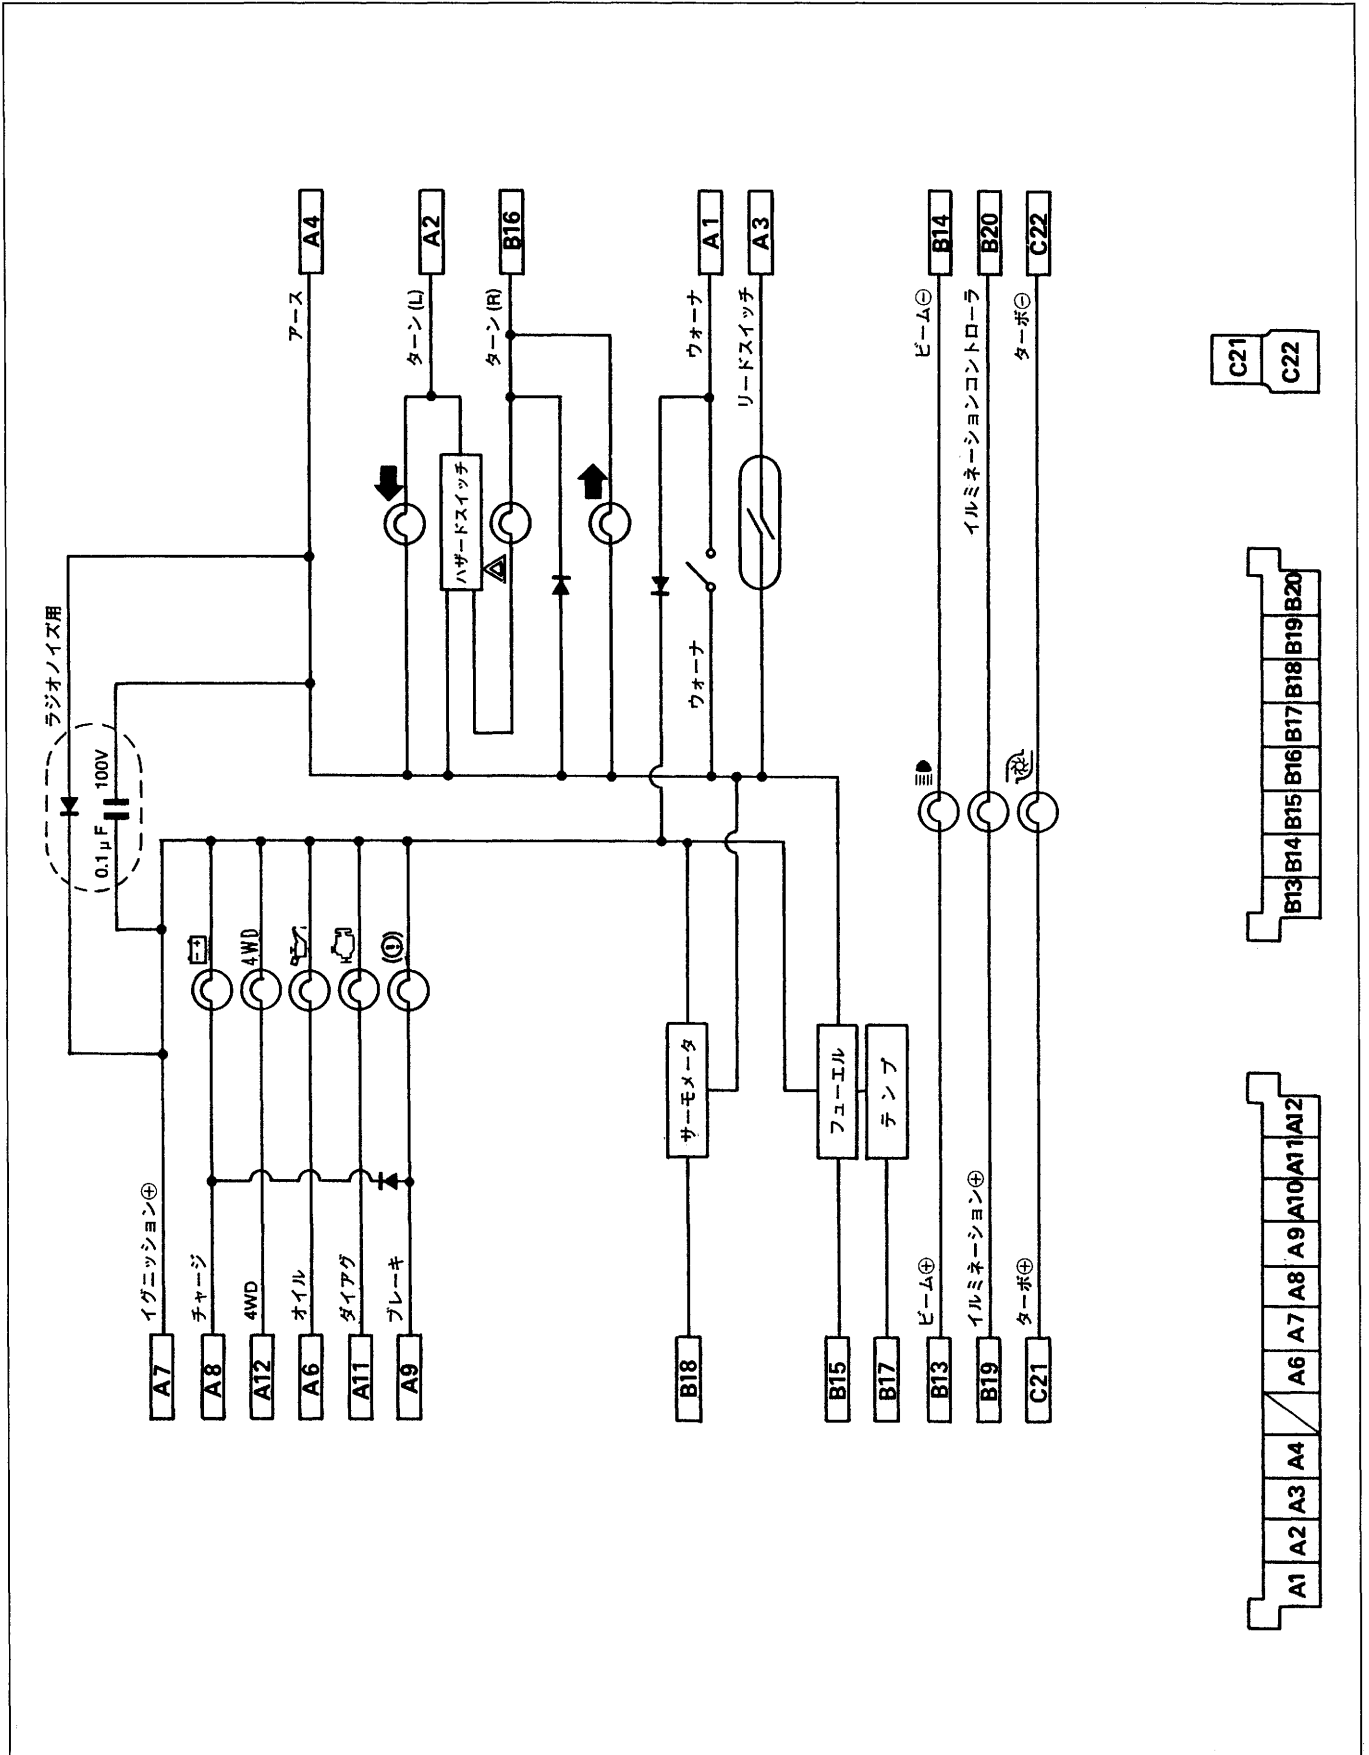 ラジオノイズ用
0.1μF 100V
イグニッション⊕
A7
チャージ
A8
4WD
4WD
A12
オイル
A6
ダイアグ
A11
ブレーキ
A9
アース
A4
ターン(L)
A2
ハザードスイッチ
ターン(R)
B16
ウォーナ
ウォーナ
A1
リードスイッチ
A3
サーモメータ
B18
フューエル
B15
テンプ
B17
ビーム⊕
B13
ビーム⊖
B14
イルミネーション⊕
B19
イルミネーションコントローラ
B20
ターボ⊕
C21
ターボ⊖
C22
A1 A2 A3 A4 A6 A7 A8 A9 A10 A11 A12
B13 B14 B15 B16 B17 B18 B19 B20
C21
C22